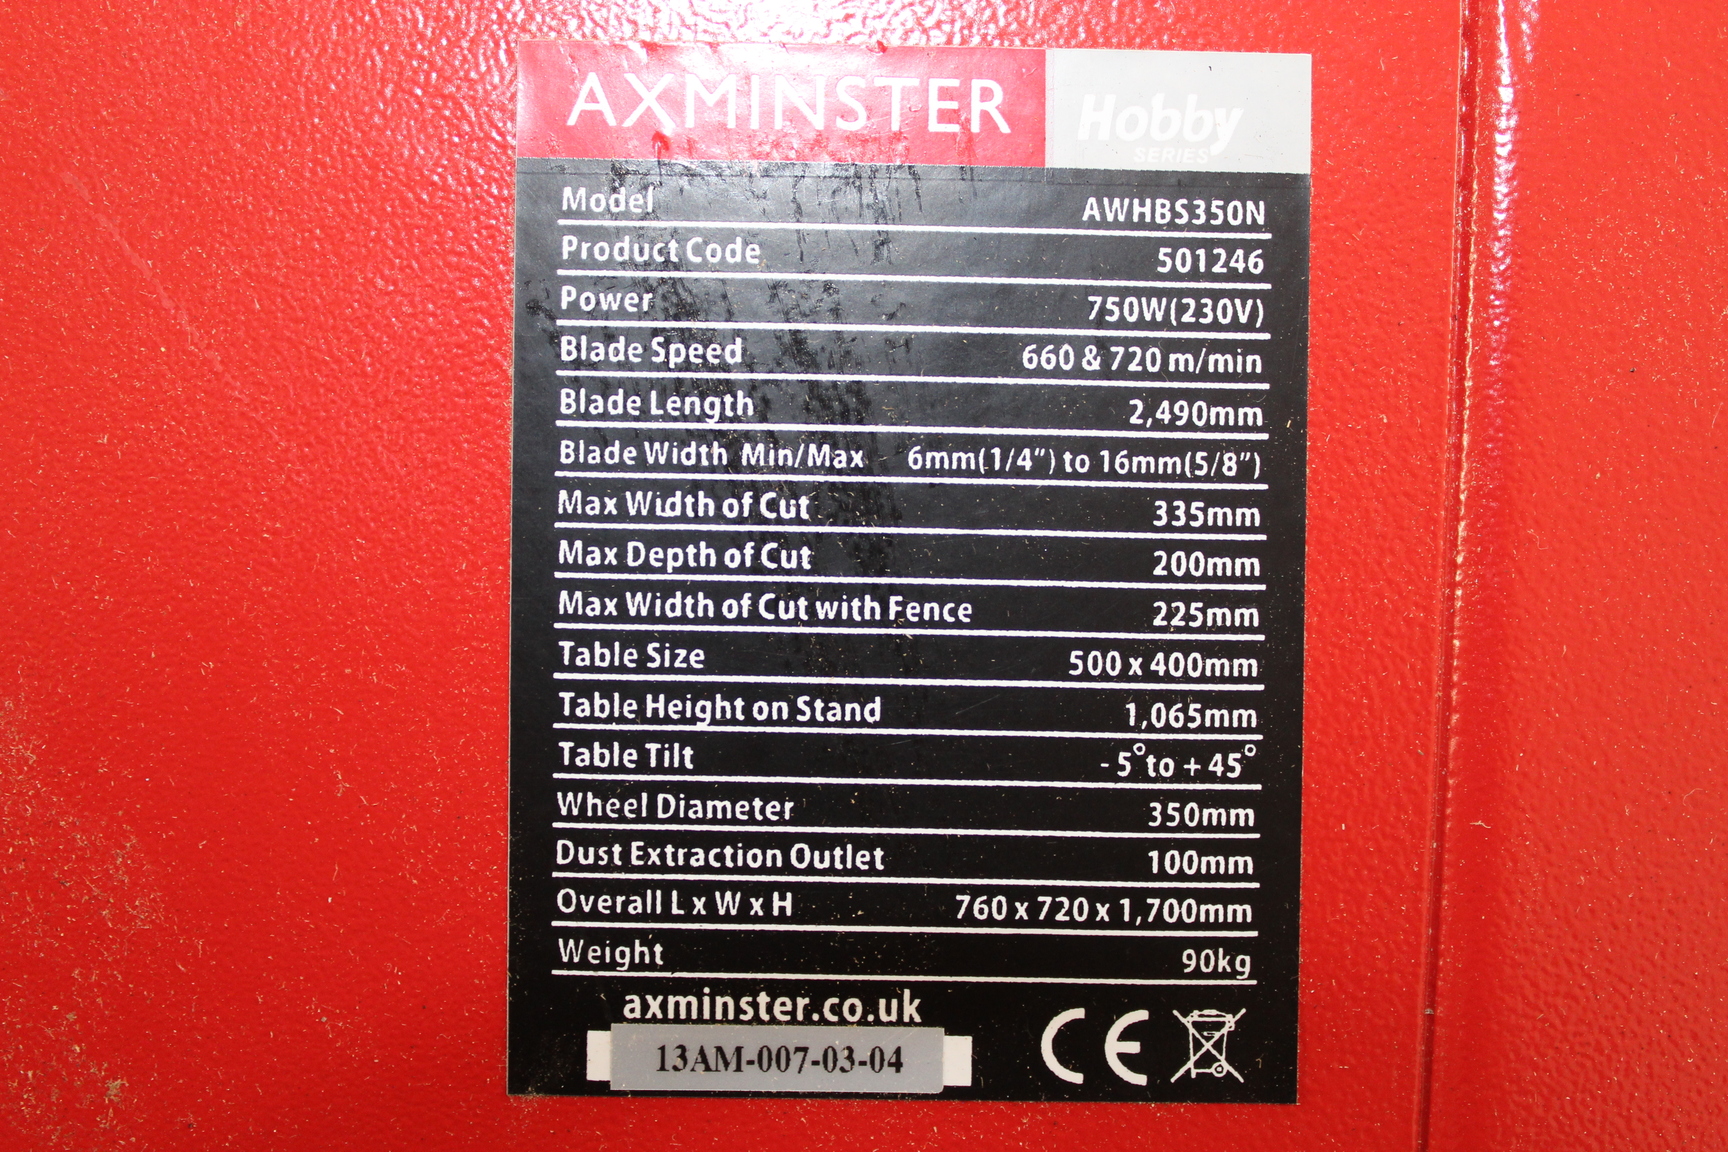 AXMINSTER Hobby
SERIES
Model AWHBS350N
Product Code 501246
Power 750W(230V)
Blade Speed 660 & 720 m/min
Blade Length 2,490mm
Blade Width Min/Max 6mm(1/4") to 16mm(5/8")
Max Width of Cut 335mm
Max Depth of Cut 200mm
Max Width of Cut with Fence 225mm
Table Size 500 x 400mm
Table Height on Stand 1,065mm
Table Tilt - 5° to + 45°
Wheel Diameter 350mm
Dust Extraction Outlet 100mm
Overall L x W x H 760 x 720 x 1,700mm
Weight 90kg
axminster.co.uk
13AM-007-03-04 CE